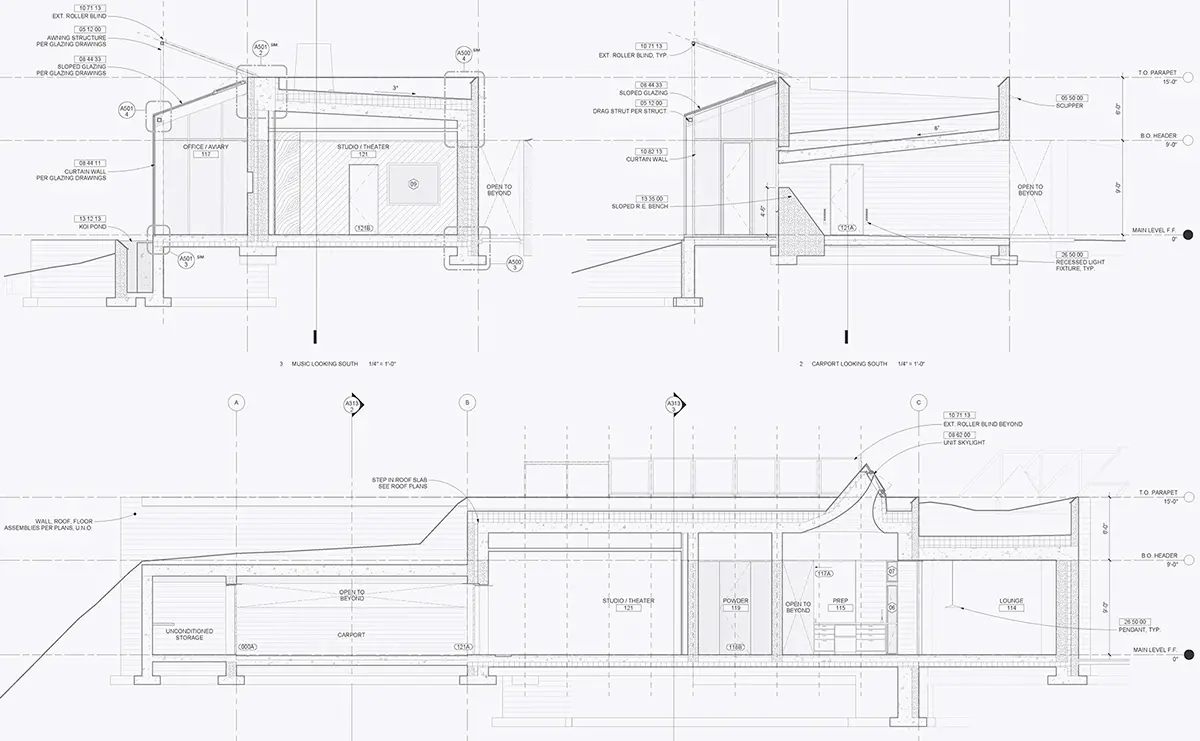 10 71 13
EXT. ROLLER BLIND
05 12 00
AWNING STRUCTURE
PER GLAZING DRAWINGS
08 44 33
SLOPED GLAZING
PER GLAZING DRAWINGS
A501
4
08 44 11
CURTAIN WALL
PER GLAZING DRAWINGS
13 12 13
KOI POND
A501
2
SIM
A500
4
SIM
3"
OFFICE / AVIARY
117
STUDIO / THEATER
121
09
121B
OPEN TO
BEYOND
A501
3
SIM
A500
3
3 MUSIC LOOKING SOUTH 1/4" = 1'-0"
10 71 13
EXT. ROLLER BLIND, TYP.
08 44 33
SLOPED GLAZING
05 12 00
DRAG STRUT PER STRUCT
10 82 13
CURTAIN WALL
13 35 00
SLOPED R.E. BENCH
4'-6"
6"
121A
OPEN TO
BEYOND
05 50 00
SCUPPER
26 50 00
RECESSED LIGHT
FIXTURE, TYP.
T.O. PARAPET
15'-0"
6'-0"
B.O. HEADER
9'-0"
9'-0"
MAIN LEVEL F.F.
0"
2 CARPORT LOOKING SOUTH 1/4" = 1'-0"
A
A313
2
B
A313
3
C
10 71 13
EXT. ROLLER BLIND BEYOND
08 62 00
UNIT SKYLIGHT
STEP IN ROOF SLAB
SEE ROOF PLANS
WALL, ROOF, FLOOR
ASSEMBLIES PER PLANS, U.N.O.
T.O. PARAPET
15'-0"
6'-0"
B.O. HEADER
9'-0"
9'-0"
OPEN TO
BEYOND
UNCONDITIONED
STORAGE
CARPORT
000A
121A
STUDIO / THEATER
121
POWDER
119
118B
OPEN TO
BEYOND
117A
PREP
115
07
06
LOUNGE
114
26 50 00
PENDANT, TYP.
MAIN LEVEL F.F.
0"